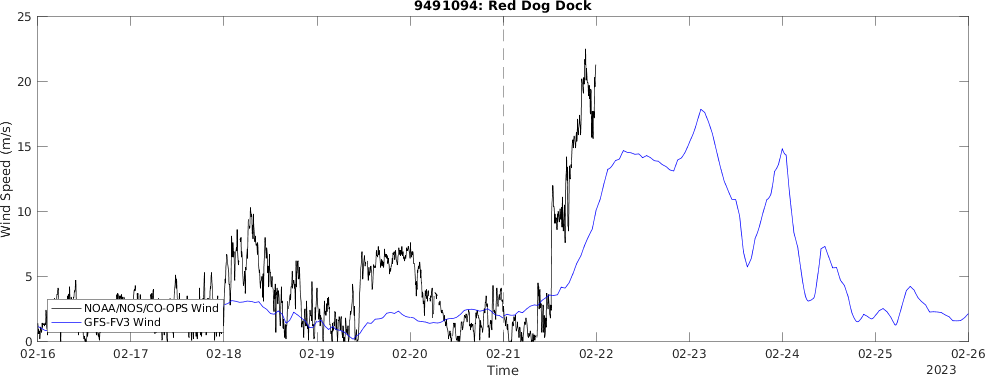 9491094: Red Dog Dock
25
20
15
10
5
0
Wind Speed (m/s)
NOAA/NOS/CO-OPS Wind
GFS-FV3 Wind
02-16 02-17 02-18 02-19 02-20 02-21 02-22 02-23 02-24 02-25 02-26
Time
2023